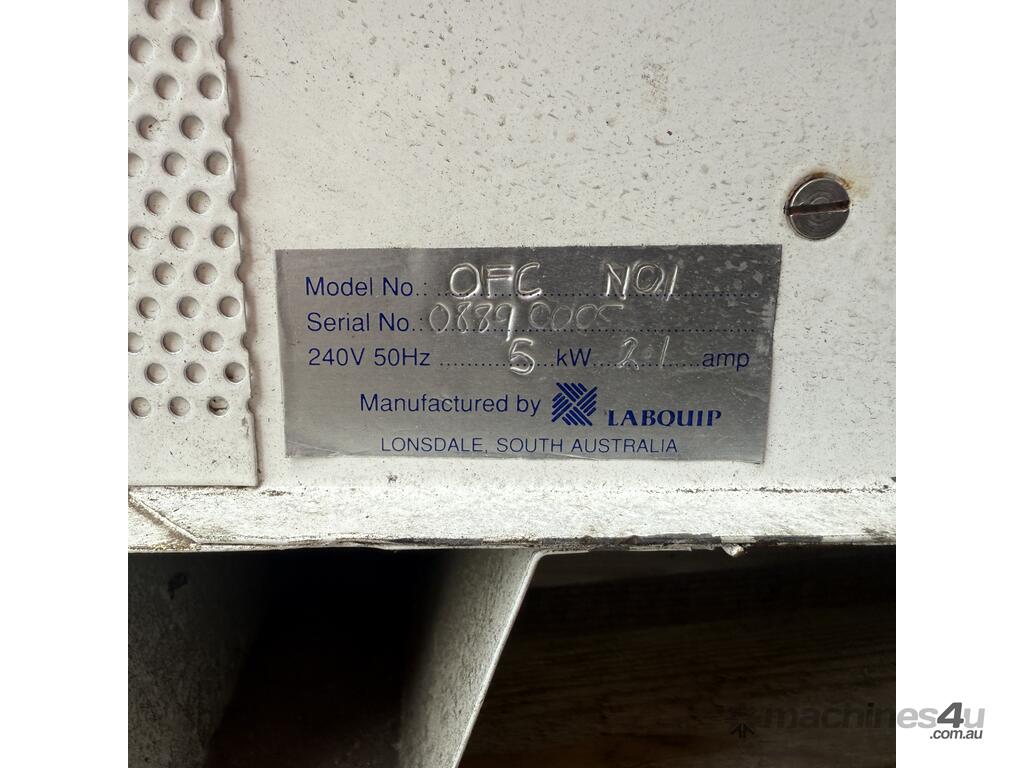 Model No.: OFC NO1
Serial No.: 0889 0005
240V 50Hz ........... 5 ...kW.... 21 ......amp
Manufactured by LABQUIP
LONSDALE, SOUTH AUSTRALIA
machines4u
.com.au